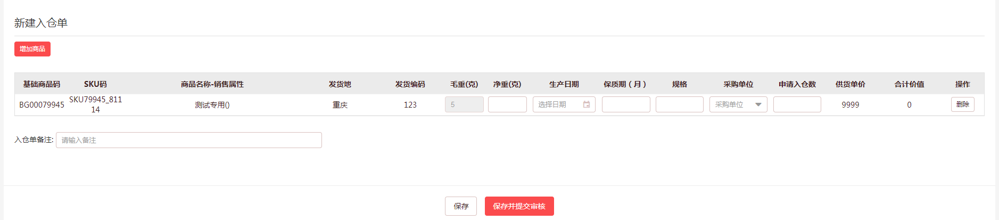 新建入仓单
增加商品
基础商品码 SKU码 商品名称-销售属性 发货地 发货编码 毛重(克) 净重(克) 生产日期 保质期（月） 规格 采购单位 申请入仓数 供货单价 合计价值 操作
BG00079945 SKU79945_811 测试专用() 重庆 123 5 选择日期 采购单位 9999 0 删除
14
入仓单备注: 请输入备注
保存 保存并提交审核